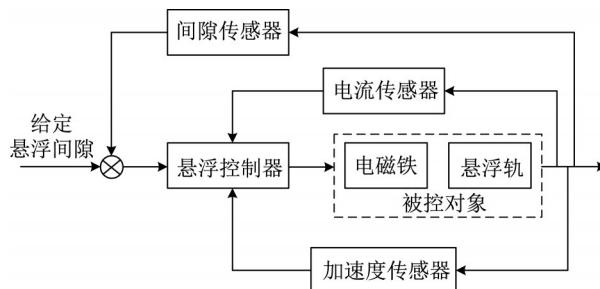 间隙传感器
电流传感器
给定
悬浮间隙
悬浮控制器
电磁铁
悬浮轨
被控对象
加速度传感器